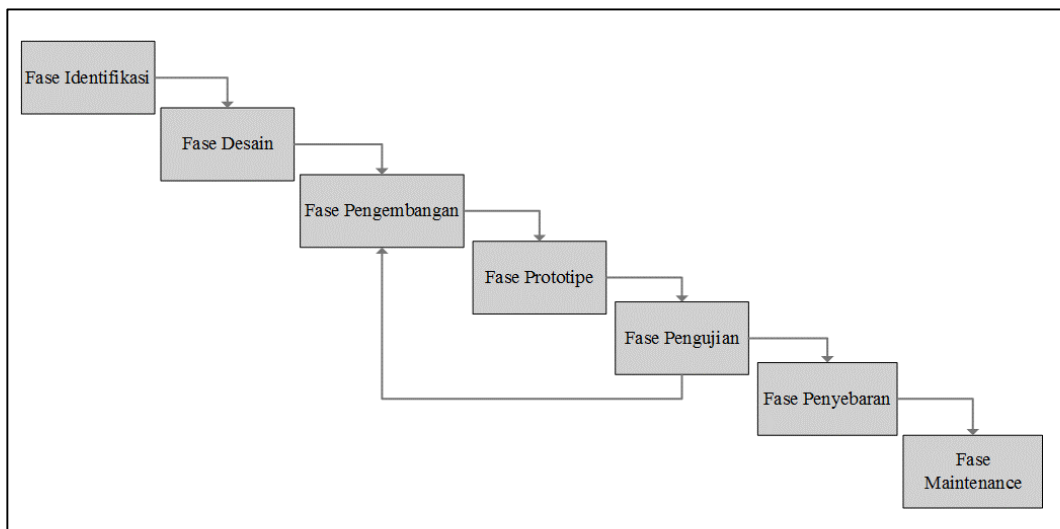 Fase Identifikasi
Fase Desain
Fase Pengembangan
Fase Prototipe
Fase Pengujian
Fase Penyebaran
Fase
Maintenance